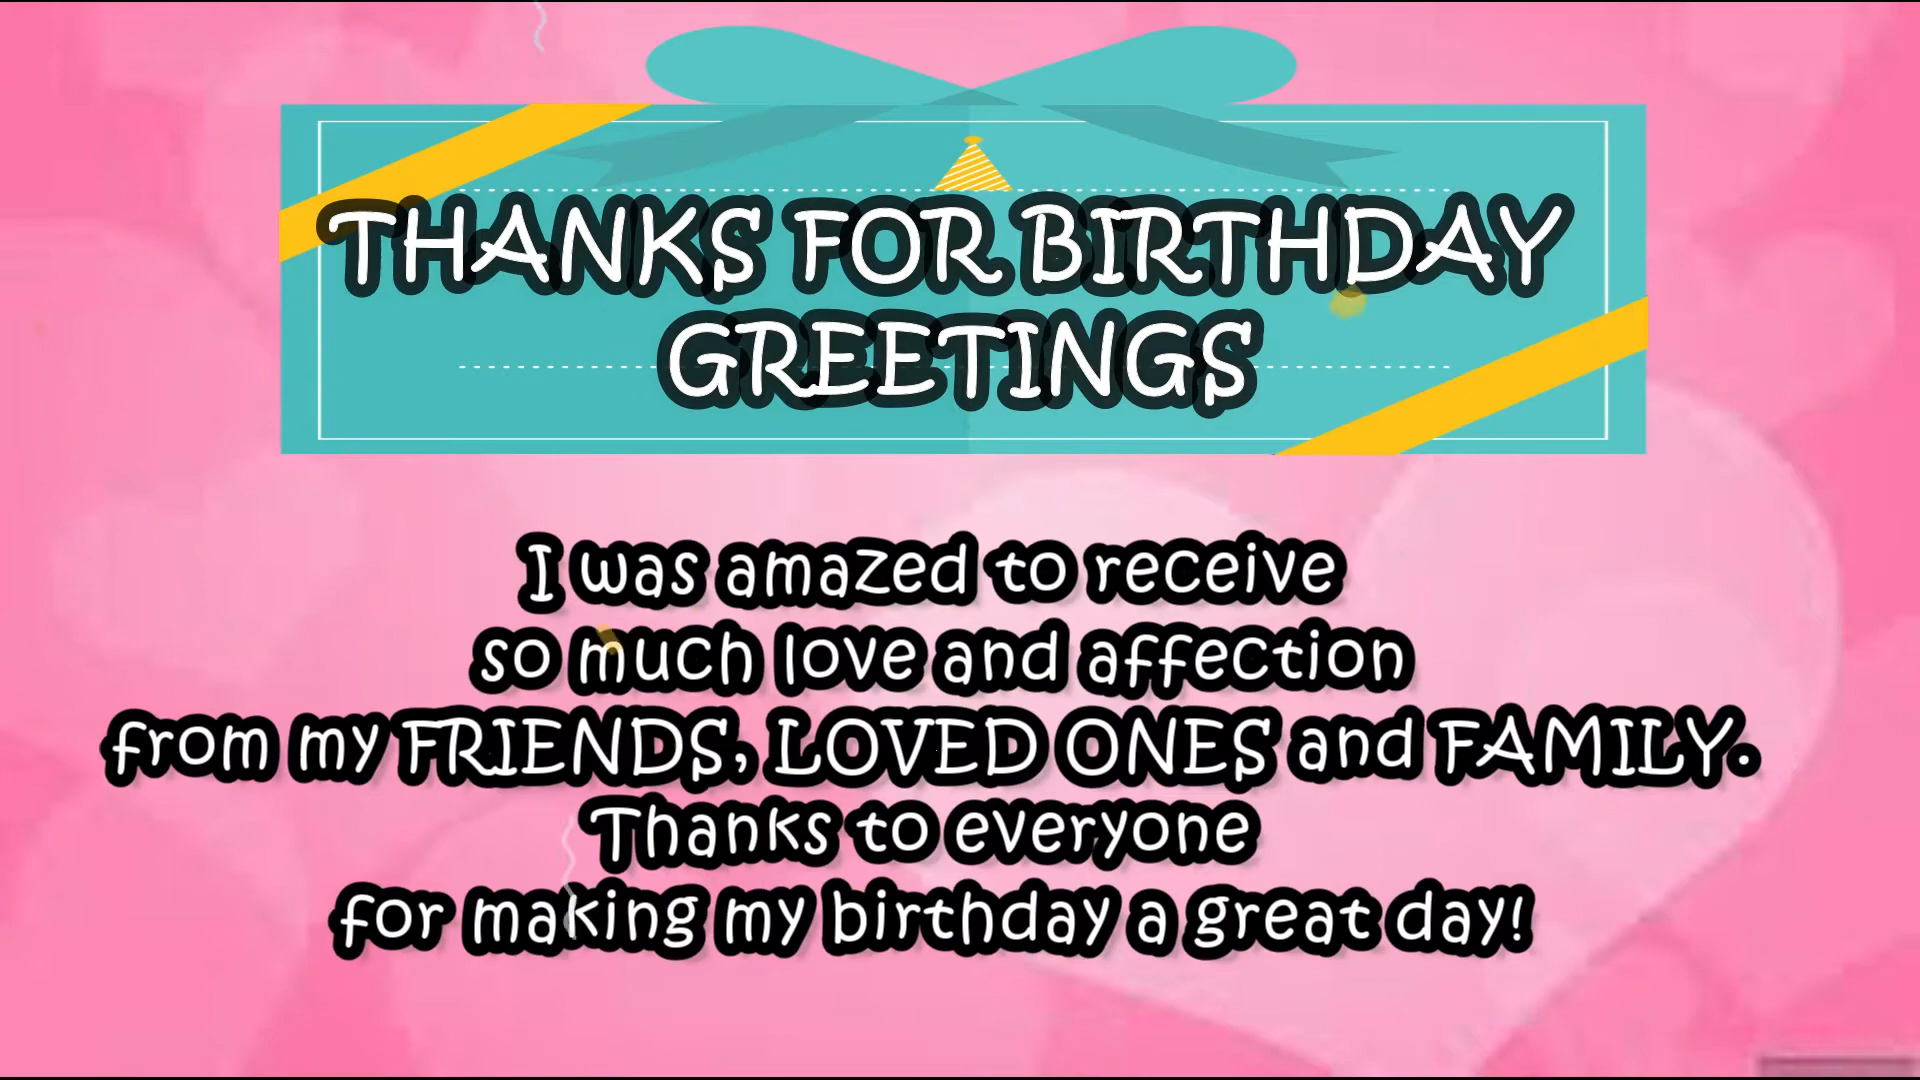 THANKS FOR BIRTHDAY
GREETINGS
I was amazed to receive
so much love and affection
from my FRIENDS, LOVED ONES and FAMILY.
Thanks to everyone
for making my birthday a great day!